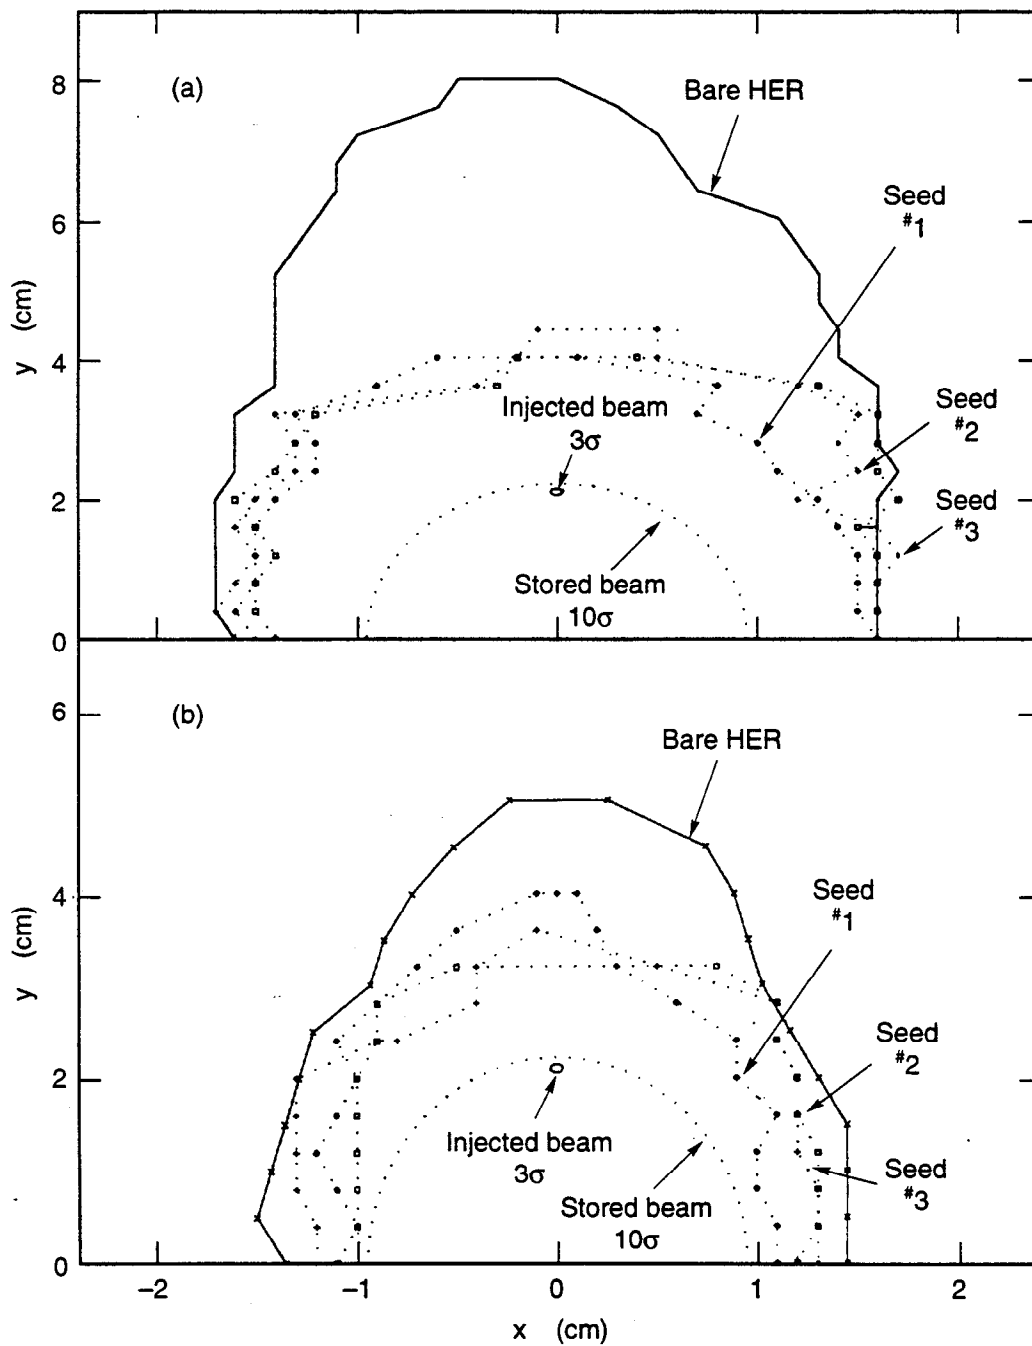 (a)
Bare HER
8
Seed
#1
6
y (cm)
4
Injected beam
3σ
Seed
#2
2
Seed
#3
Stored beam
10σ
0
(b)
6
Bare HER
Seed
#1
4
y (cm)
Seed
#2
2
Injected beam
3σ
Seed
#3
Stored beam
10σ
0
−2 −1 0 1 2
x (cm)